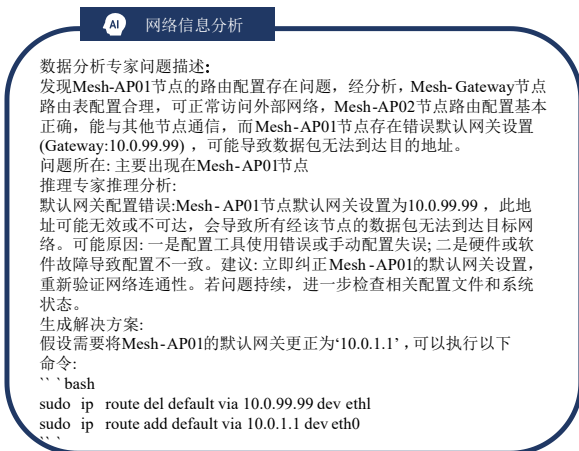 AI 网络信息分析
数据分析专家问题描述:
发现Mesh-AP01节点的路由配置存在问题，经分析，Mesh- Gateway节点
路由表配置合理，可正常访问外部网络，Mesh-AP02节点路由配置基本
正确，能与其他节点通信，而Mesh-AP01节点存在错误默认网关设置
(Gateway:10.0.99.99) ，可能导致数据包无法到达目的地址。
问题所在: 主要出现在Mesh-AP01节点
推理专家推理分析:
默认网关配置错误:Mesh- AP01节点默认网关设置为10.0.99.99 ，此地
址可能无效或不可达，会导致所有经该节点的数据包无法到达目标网
络。可能原因: 一是配置工具使用错误或手动配置失误; 二是硬件或软
件故障导致配置不一致。建议: 立即纠正Mesh -AP01的默认网关设置，
重新验证网络连通性。若问题持续，进一步检查相关配置文件和系统
状态。
生成解决方案:
假设需要将Mesh-AP01的默认网关更正为‘10.0.1.1’ ，可以执行以下
命令:
`` ` bash
sudo ip route del default via 10.0.99.99 dev ethl
sudo ip route add default via 10.0.1.1 dev eth0
`` `